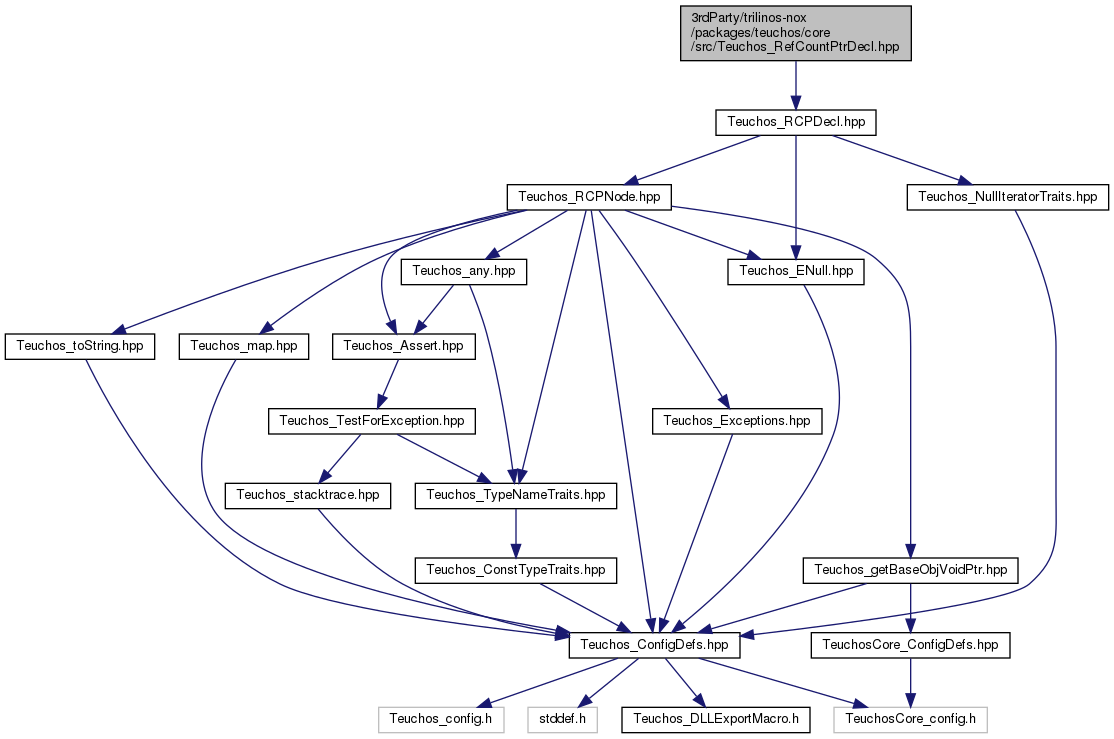 3rdParty/trilinos-nox
/packages/teuchos/core
/src/Teuchos_RefCountPtrDecl.hpp
Teuchos_RCPDecl.hpp
Teuchos_RCPNode.hpp
Teuchos_NullIteratorTraits.hpp
Teuchos_any.hpp
Teuchos_ENull.hpp
Teuchos_toString.hpp
Teuchos_map.hpp
Teuchos_Assert.hpp
Teuchos_TestForException.hpp
Teuchos_Exceptions.hpp
Teuchos_stacktrace.hpp
Teuchos_TypeNameTraits.hpp
Teuchos_ConstTypeTraits.hpp
Teuchos_getBaseObjVoidPtr.hpp
Teuchos_ConfigDefs.hpp
TeuchosCore_ConfigDefs.hpp
Teuchos_config.h
stddef.h
Teuchos_DLLExportMacro.h
TeuchosCore_config.h